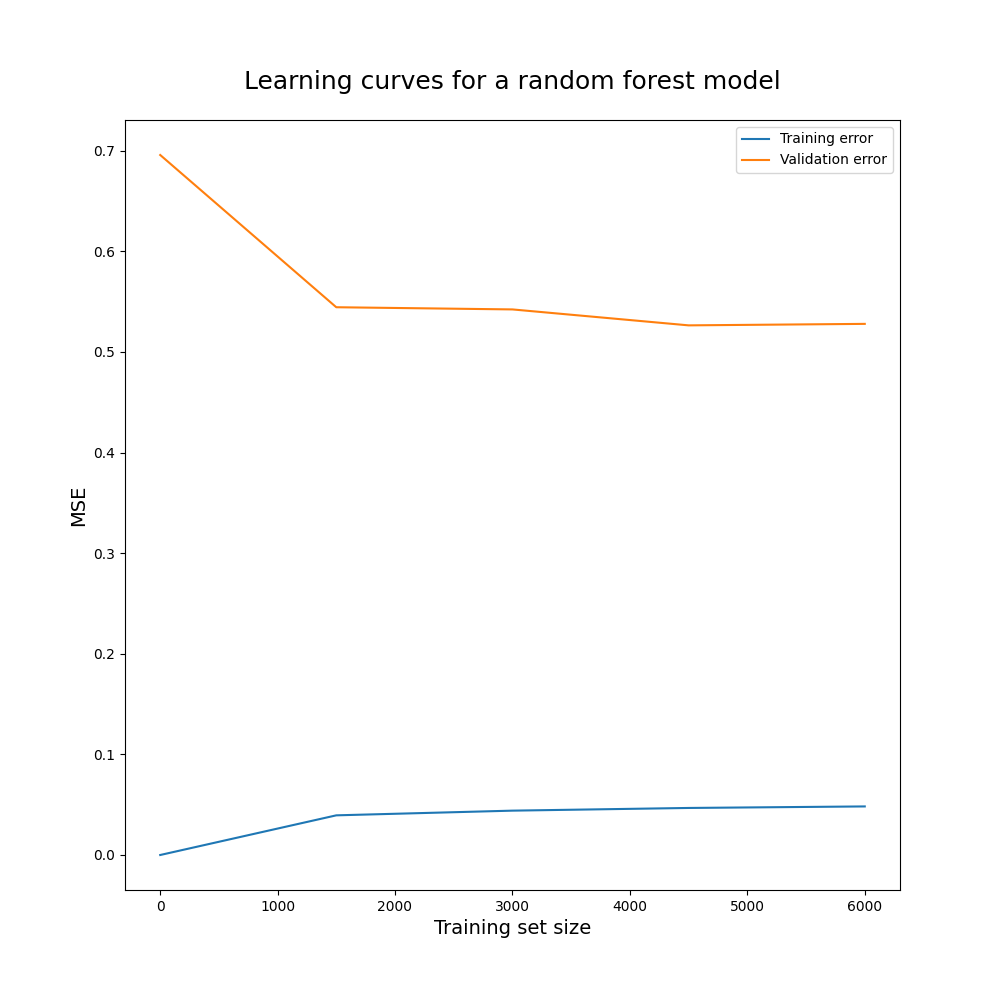 Learning curves for a random forest model
Training error
Validation error
0.7
0.6
0.5
0.4
0.3
0.2
0.1
0.0
MSE
0 1000 2000 3000 4000 5000 6000
Training set size